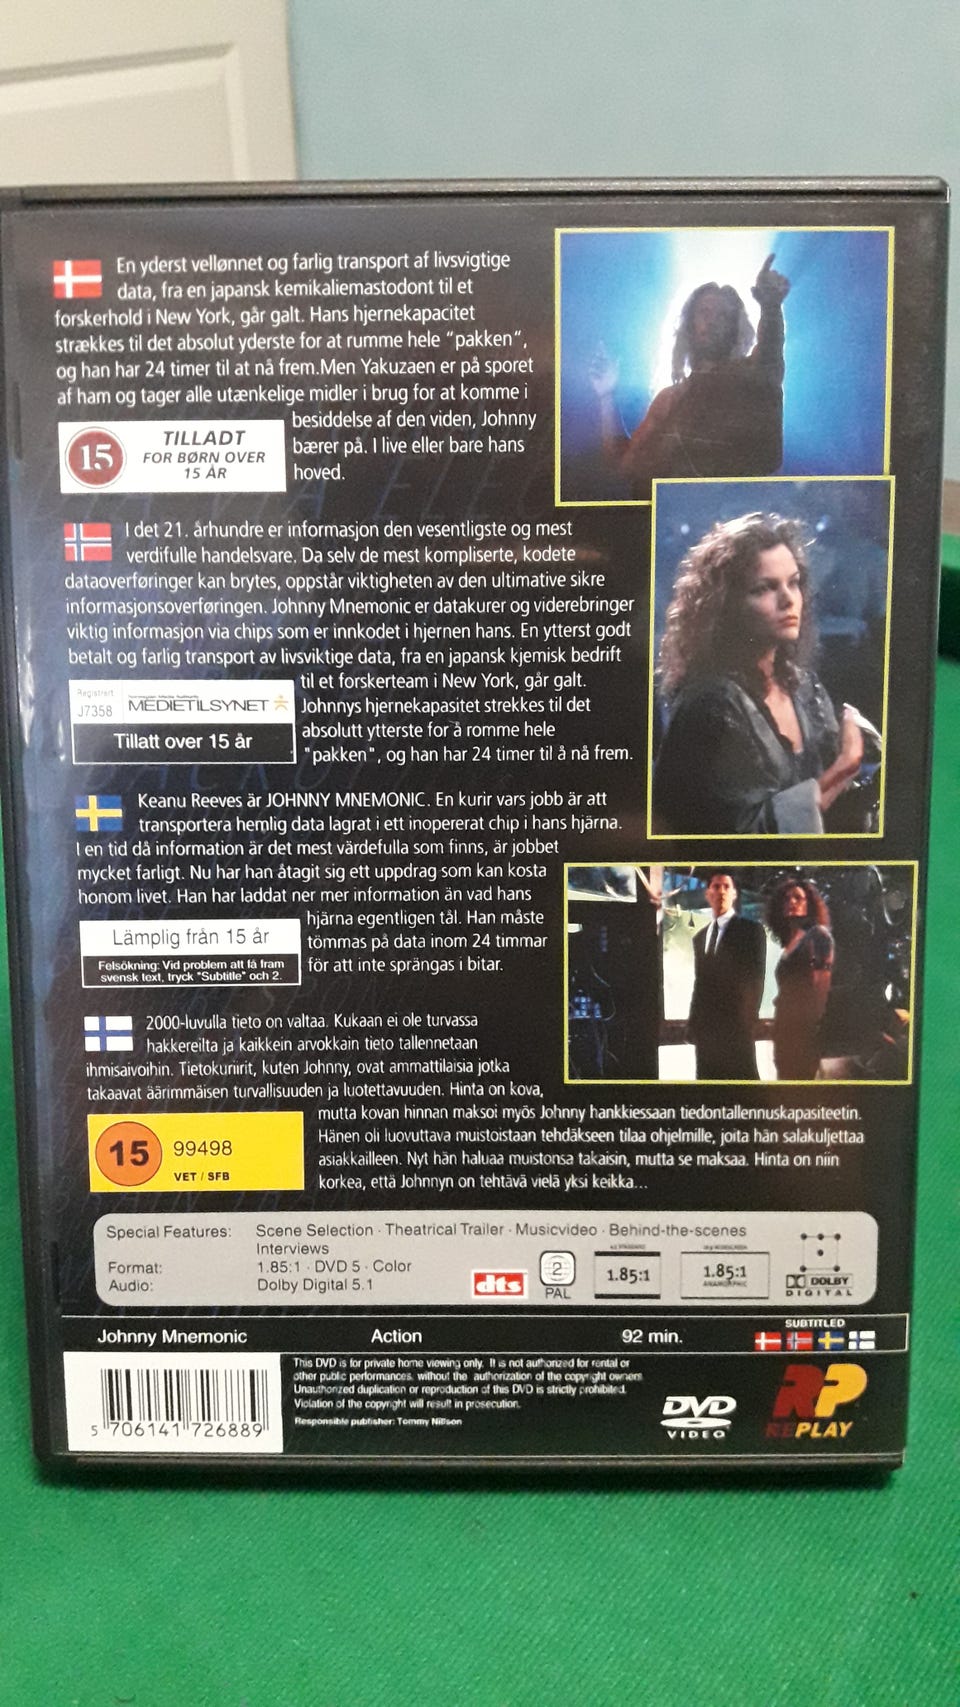 En yderst vellønnet og farlig transport af livsvigtige
data, fra en japansk kemikaliemastodont til et
forskerhold i New York, går galt. Hans hjernekapacitet
strækkes til det absolut yderste for at rumme hele "pakken",
og han har 24 timer til at nå frem.Men Yakuzaen er på sporet
af ham og tager alle utænkelige midler i brug for at komme i
besiddelse af den viden, Johnny
bærer på. I live eller bare hans
hoved.
15
TILLADT
FOR BØRN OVER
15 ÅR
I det 21. århundre er informasjon den vesentligste og mest
verdifulle handelsvare. Da selv de mest kompliserte, kodete
dataoverføringer kan brytes, oppstår viktigheten av den ultimative sikre
informasjonsoverføringen. Johnny Mnemonic er datakurer og viderebringer
viktig informasjon via chips som er innkodet i hjernen hans. En ytterst godt
betalt og farlig transport av livsviktige data, fra en japansk kjemisk bedrift
til et forskerteam i New York, går galt.
Johnnys hjernekapasitet strekkes til det
absolutt ytterste for å romme hele
"pakken", og han har 24 timer til å nå frem.
Registrert
J7358
MEDIETILSYNET
Tillatt over 15 år
Keanu Reeves är JOHNNY MNEMONIC. En kurir vars jobb är att
transportera hemlig data lagrat i ett inopererat chip i hans hjärna.
I en tid då information är det mest värdefulla som finns, är jobbet
mycket farligt. Nu har han åtagit sig ett uppdrag som kan kosta
honom livet. Han har laddat ner mer information än vad hans
hjärna egentligen tål. Han måste
tömmas på data inom 24 timmar
för att inte sprängas i bitar.
Lämplig från 15 år
Felsökning: Vid problem att få fram
svensk text, tryck "Subtitle" och 2.
2000-luvulla tieto on valtaa. Kukaan ei ole turvassa
hakkereilta ja kaikkein arvokkain tieto tallennetaan
ihmisaivoihin. Tietokuriirit, kuten Johnny, ovat ammattilaisia jotka
takaavat äärimmäisen turvallisuuden ja luotettavuuden. Hinta on kova,
mutta kovan hinnan maksoi myös Johnny hankkiessaan tiedontallennuskapasiteetin.
Hänen oli luovuttava muistoistaan tehdäkseen tilaa ohjelmille, joita hän salakuljettaa
asiakkailleen. Nyt hän haluaa muistonsa takaisin, mutta se maksaa. Hinta on niin
korkea, että Johnnyn on tehtävä vielä yksi keikka...
15
99498
VET / SFB
Special Features: Scene Selection · Theatrical Trailer · Musicvideo · Behind-the-scenes
Interviews
Format: 1.85:1 · DVD 5 · Color
Audio: Dolby Digital 5.1
dts
2
PAL
1.85:1
1.85:1
ANAMORPHIC
DOLBY
DIGITAL
Johnny Mnemonic Action 92 min.
SUBTITLED
5 706141 726889
This DVD is for private home viewing only. It is not authorized for rental or
other public performances, without the authorization of the copyright owners.
Unauthorized duplication or reproduction of this DVD is strictly prohibited.
Violation of the copyright will result in prosecution.
Responsible publisher: Tommy Nillson
DVD
VIDEO
RP
REPLAY